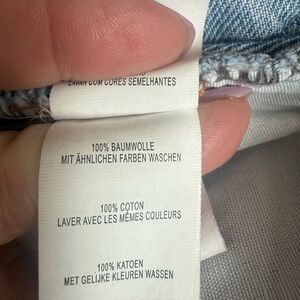 LAVAR COM CORES SEMELHANTES
100% BAUMWOLLE
MIT ÄHNLICHEN FARBEN WASCHEN
100% COTON
LAVER AVEC LES MÊMES COULEURS
100% KATOEN
MET GELIJKE KLEUREN WASSEN